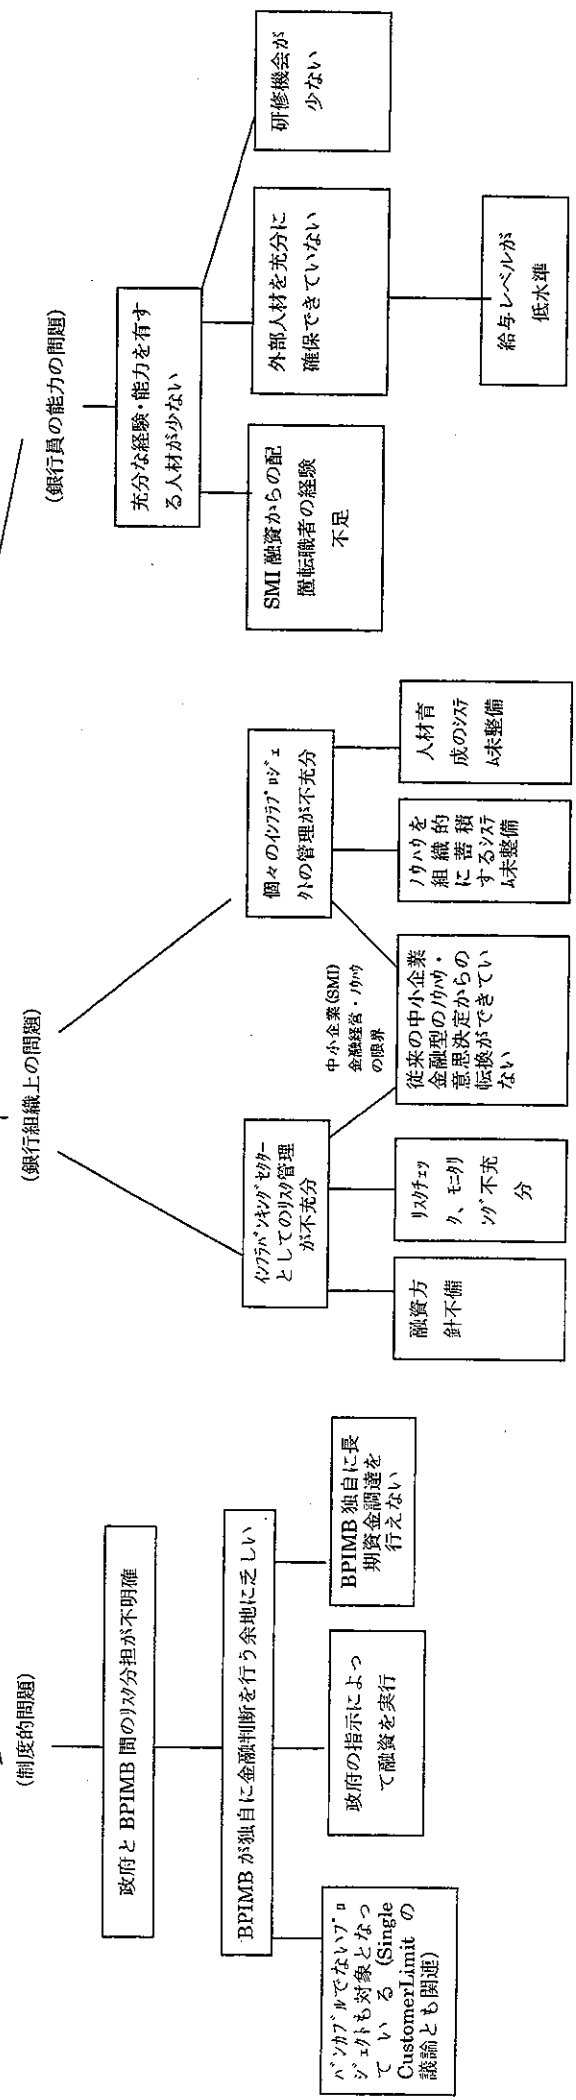 (制度的問題)
政府と BPIMB 間のリスク分担が不明確
BPIMB が独自に金融判断を行う余地に乏しい
バンカブルでないプロ
ジェクトも対象となっ
ている (Single
CustomerLimit の
議論とも関連)
政府の指示によっ
て融資を実行
BPIMB 独自に長
期資金調達を
行えない
(銀行組織上の問題)
インフラバンキングセクター
としてのリスク管理
が不充分
融資方
針不備
リスクチェッ
ク、モニタリ
ング不充
分
中小企業(SMI)
金融経営・ノウハウ
の限界
従来の中小企業
金融型のノウハウ・
意思決定からの
転換ができてい
ない
個々のインフラプロジェ
クトの管理が不充分
ノウハウを
組織的
に蓄積
するシステ
ム未整備
人材育
成のシステ
ム未整備
(銀行員の能力の問題)
充分な経験・能力を有す
る人材が少ない
SMI 融資からの配
置転職者の経験
不足
外部人材を充分に
確保できていない
給与レベルが
低水準
研修機会が
少ない